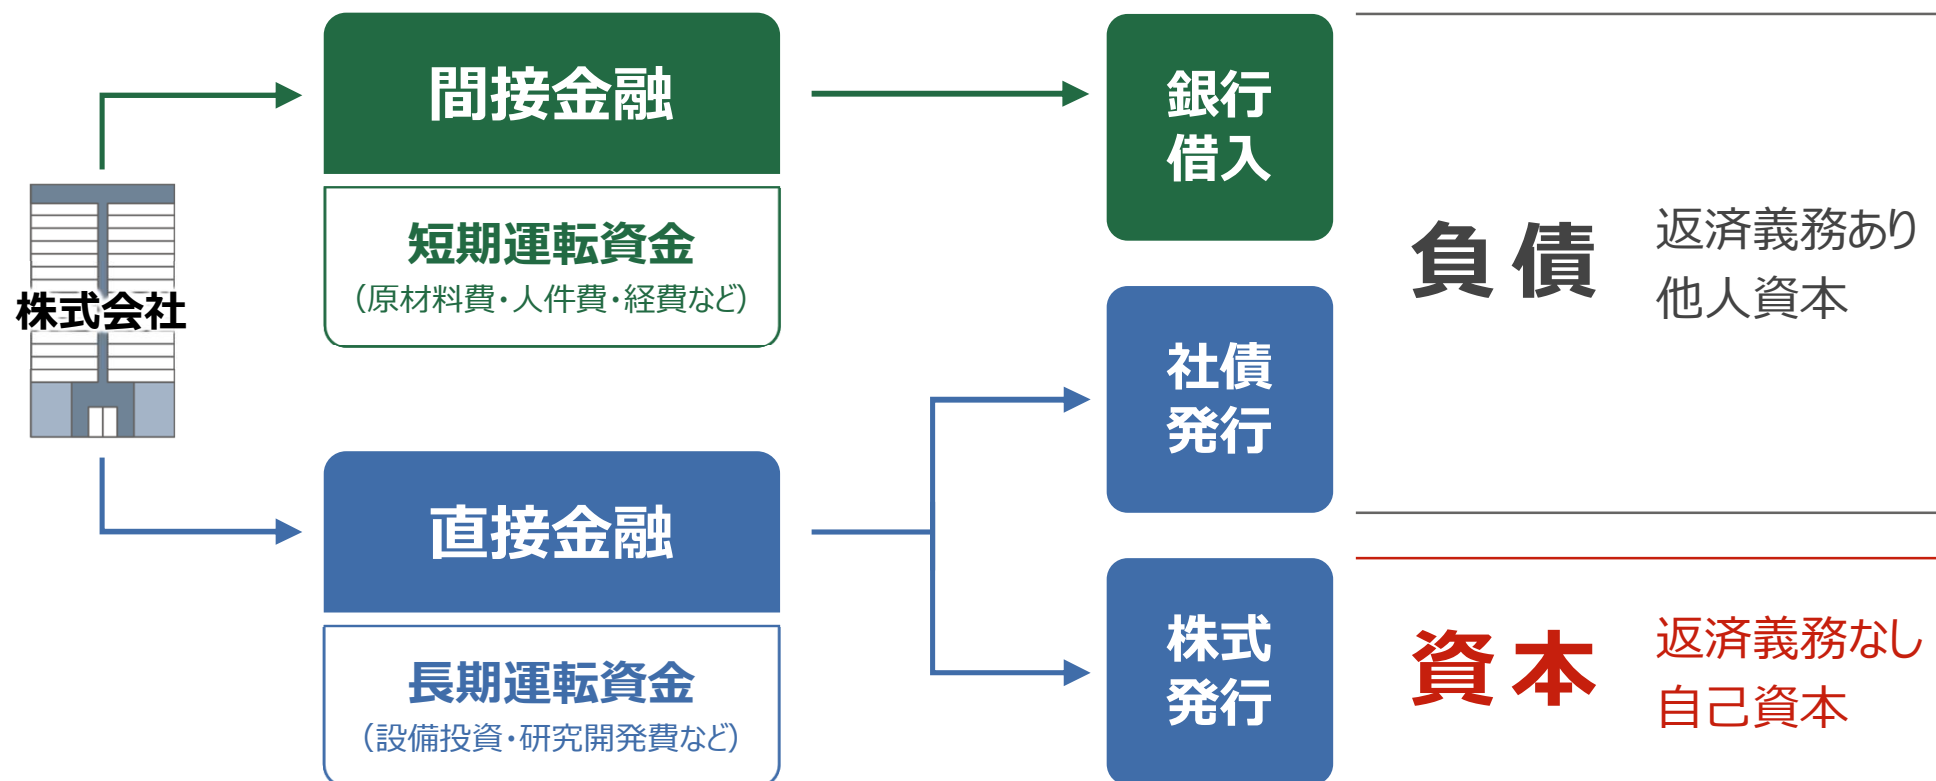 株式会社
間接金融
短期運転資金
（原材料費・人件費・経費など）
直接金融
長期運転資金
（設備投資・研究開発費など）
銀行
借入
社債
発行
株式
発行
負債
返済義務あり
他人資本
資本
返済義務なし
自己資本